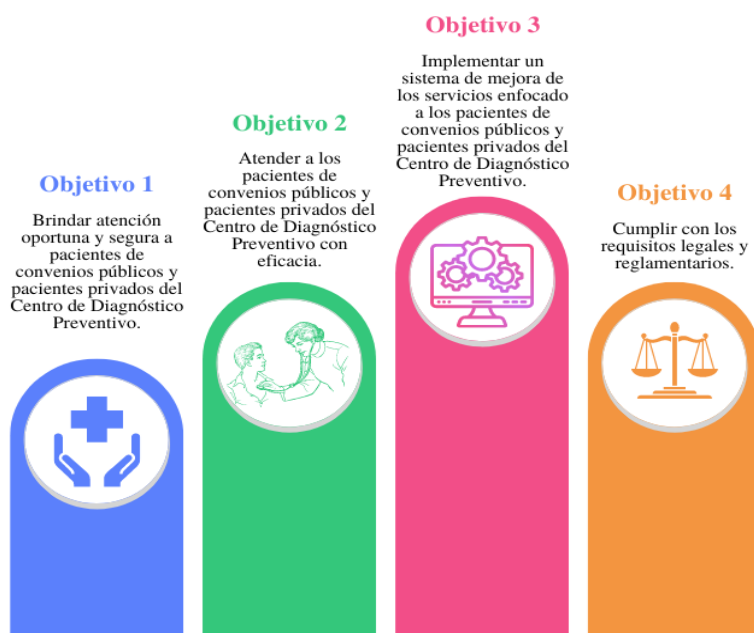 Objetivo 1
Brindar atención
oportuna y segura a
pacientes de
convenios públicos y
pacientes privados del
Centro de Diagnóstico
Preventivo.
Objetivo 2
Atender a los
pacientes de
convenios públicos y
pacientes privados del
Centro de Diagnóstico
Preventivo con
eficacia.
Objetivo 3
Implementar un
sistema de mejora de
los servicios enfocado
a los pacientes de
convenios públicos y
pacientes privados del
Centro de Diagnóstico
Preventivo.
Objetivo 4
Cumplir con los
requisitos legales y
reglamentarios.